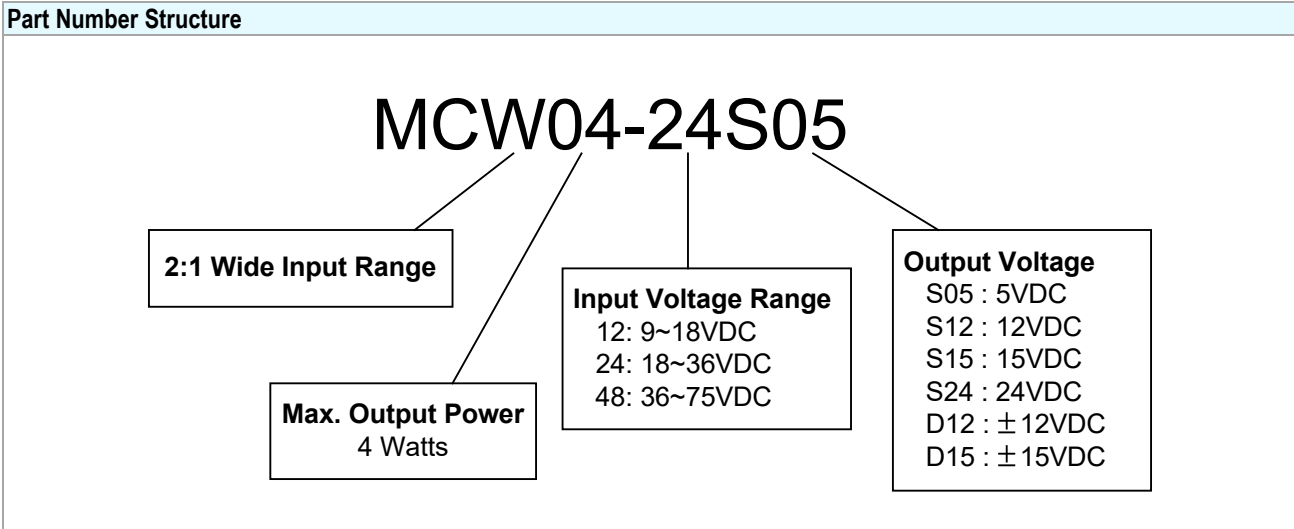 Part Number Structure
MCW04-24S05
2:1 Wide Input Range
Max. Output Power
4 Watts
Input Voltage Range
12: 9~18VDC
24: 18~36VDC
48: 36~75VDC
Output Voltage
S05 : 5VDC
S12 : 12VDC
S15 : 15VDC
S24 : 24VDC
D12 : ±12VDC
D15 : ±15VDC